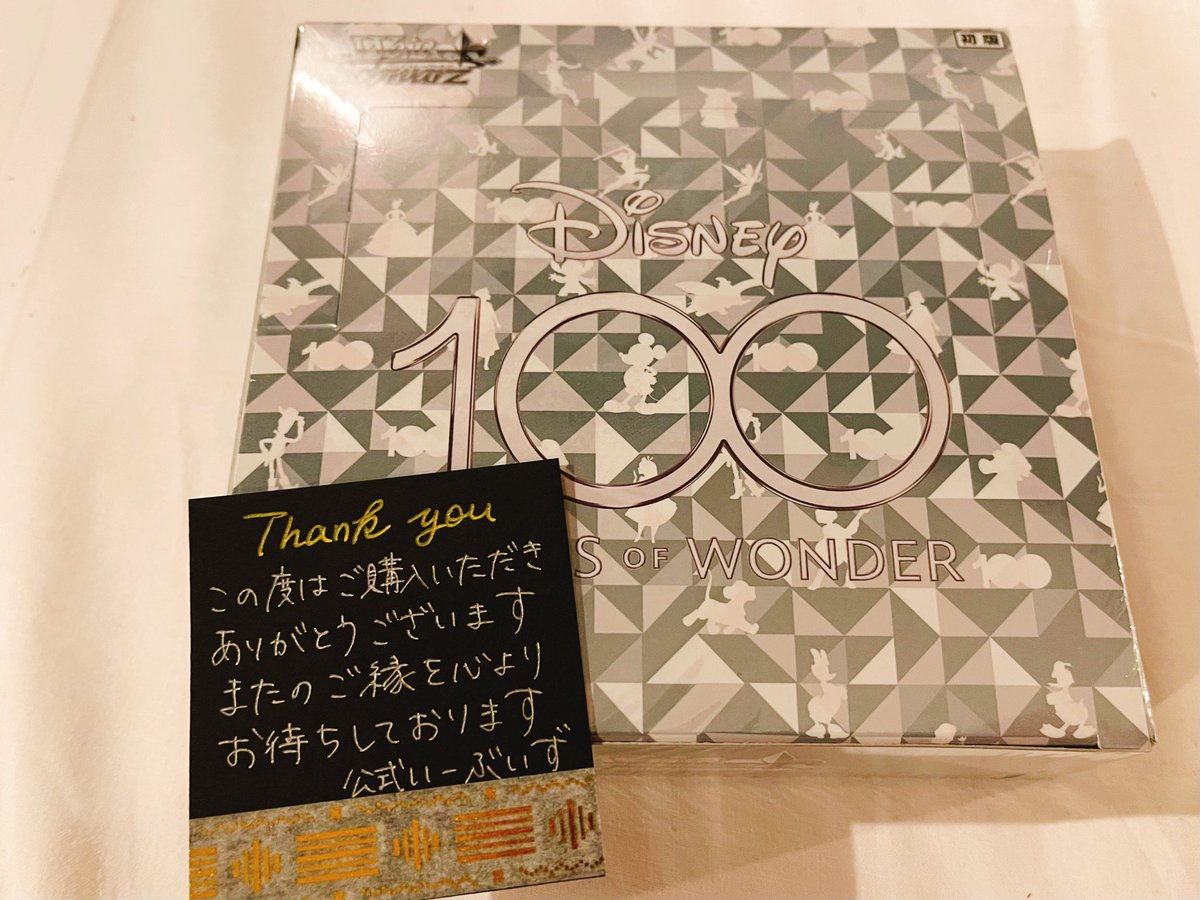 Weiß
Schwarz
初版
Disney
100
S OF WONDER
Thank you
この度はご購入いただき
ありがとうございます
またのご縁を心より
お待ちしております
公式いーぶいず